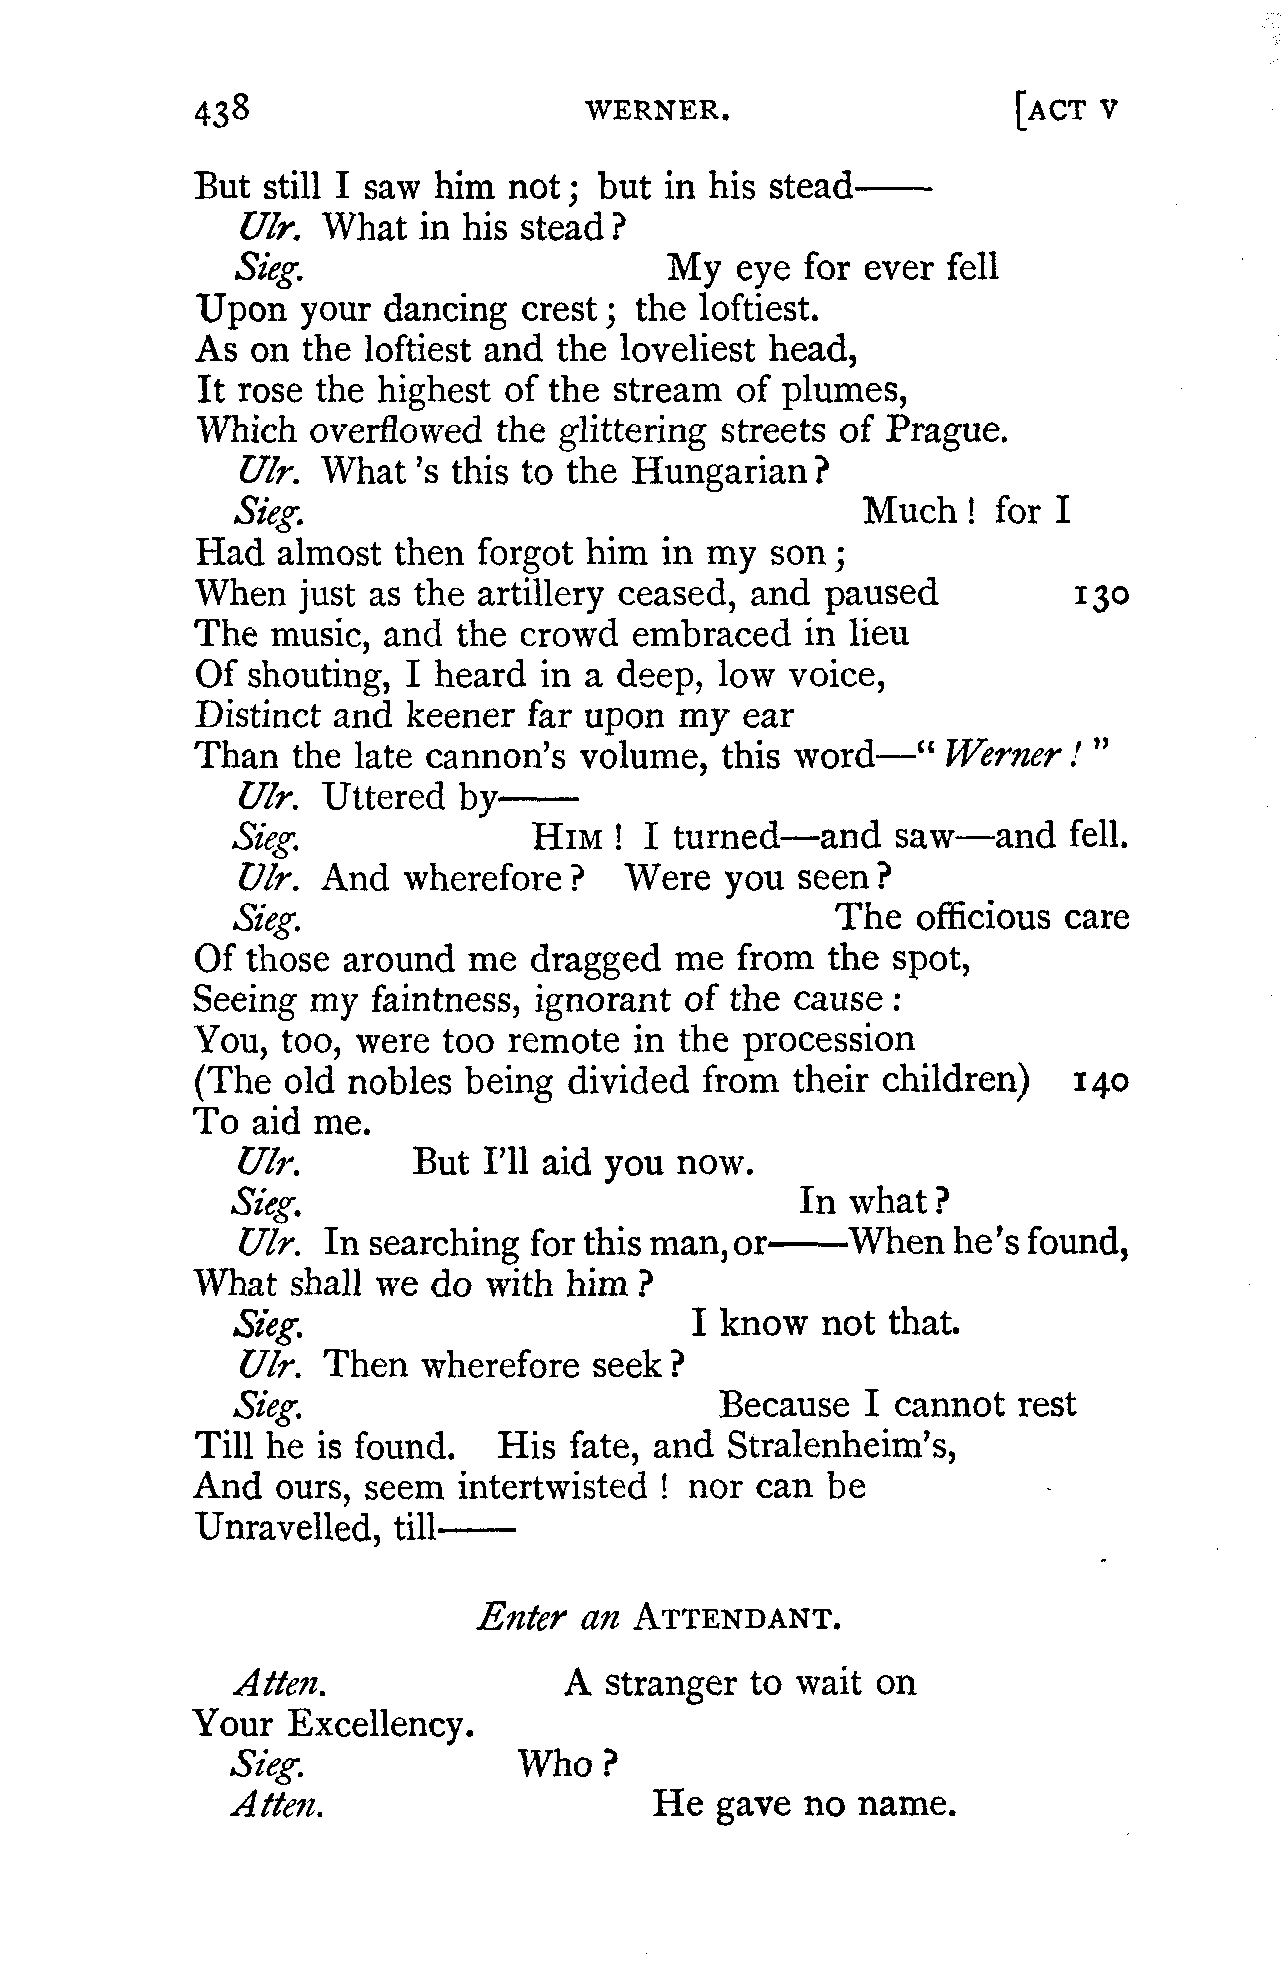 438 WERNER. [ACT V
But still I saw him not; but in his stead——
Ulr. What in his stead?
Sieg. My eye for ever fell
Upon your dancing crest; the loftiest.
As on the loftiest and the loveliest head,
It rose the highest of the stream of plumes,
Which overflowed the glittering streets of Prague.
Ulr. What 's this to the Hungarian?
Sieg. Much! for I
Had almost then forgot him in my son;
When just as the artillery ceased, and paused 130
The music, and the crowd embraced in lieu
Of shouting, I heard in a deep, low voice,
Distinct and keener far upon my ear
Than the late cannon's volume, this word—"Werner!"
Ulr. Uttered by——
Sieg. HIM! I turned—and saw—and fell.
Ulr. And wherefore? Were you seen?
Sieg. The officious care
Of those around me dragged me from the spot,
Seeing my faintness, ignorant of the cause:
You, too, were too remote in the procession
(The old nobles being divided from their children) 140
To aid me.
Ulr. But I'll aid you now.
Sieg. In what?
Ulr. In searching for this man, or——When he's found,
What shall we do with him?
Sieg. I know not that.
Ulr. Then wherefore seek?
Sieg. Because I cannot rest
Till he is found. His fate, and Stralenheim's,
And ours, seem intertwisted! nor can be
Unravelled, till——
Enter an ATTENDANT.
Atten. A stranger to wait on
Your Excellency.
Sieg. Who?
Atten. He gave no name.